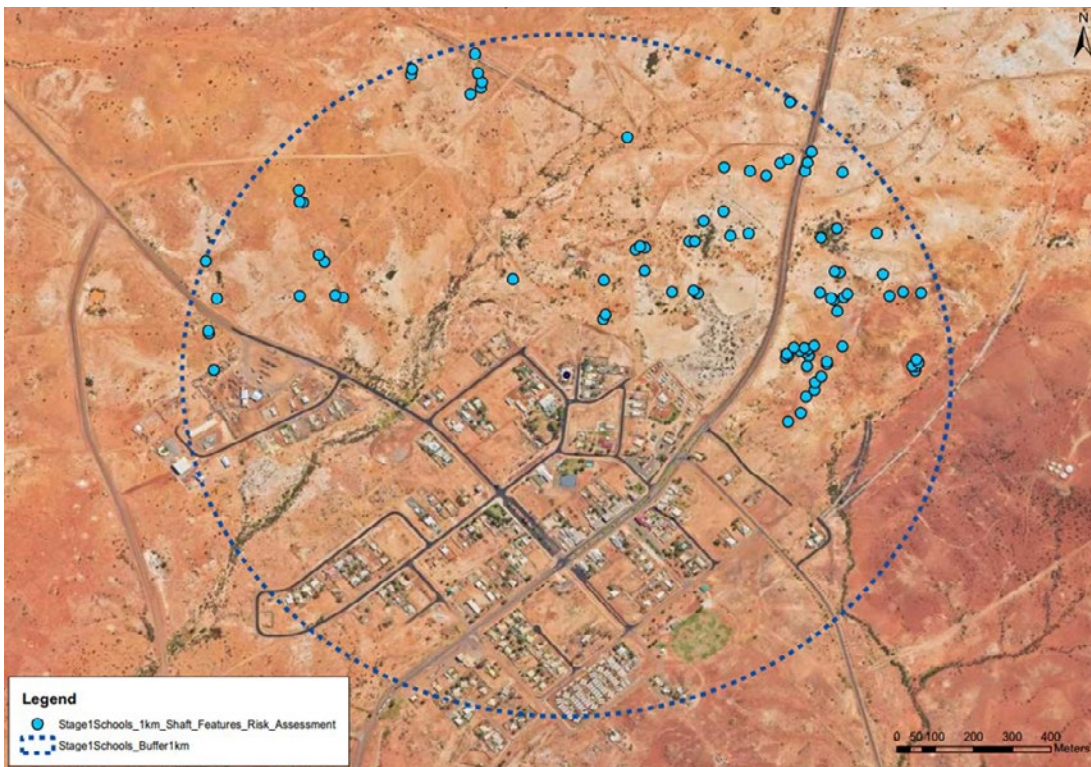 N
Legend
Stage1Schools_1km_Shaft_Features_Risk_Assessment
Stage1Schools_Buffer1km
0 50 100 200 300 400
Meters